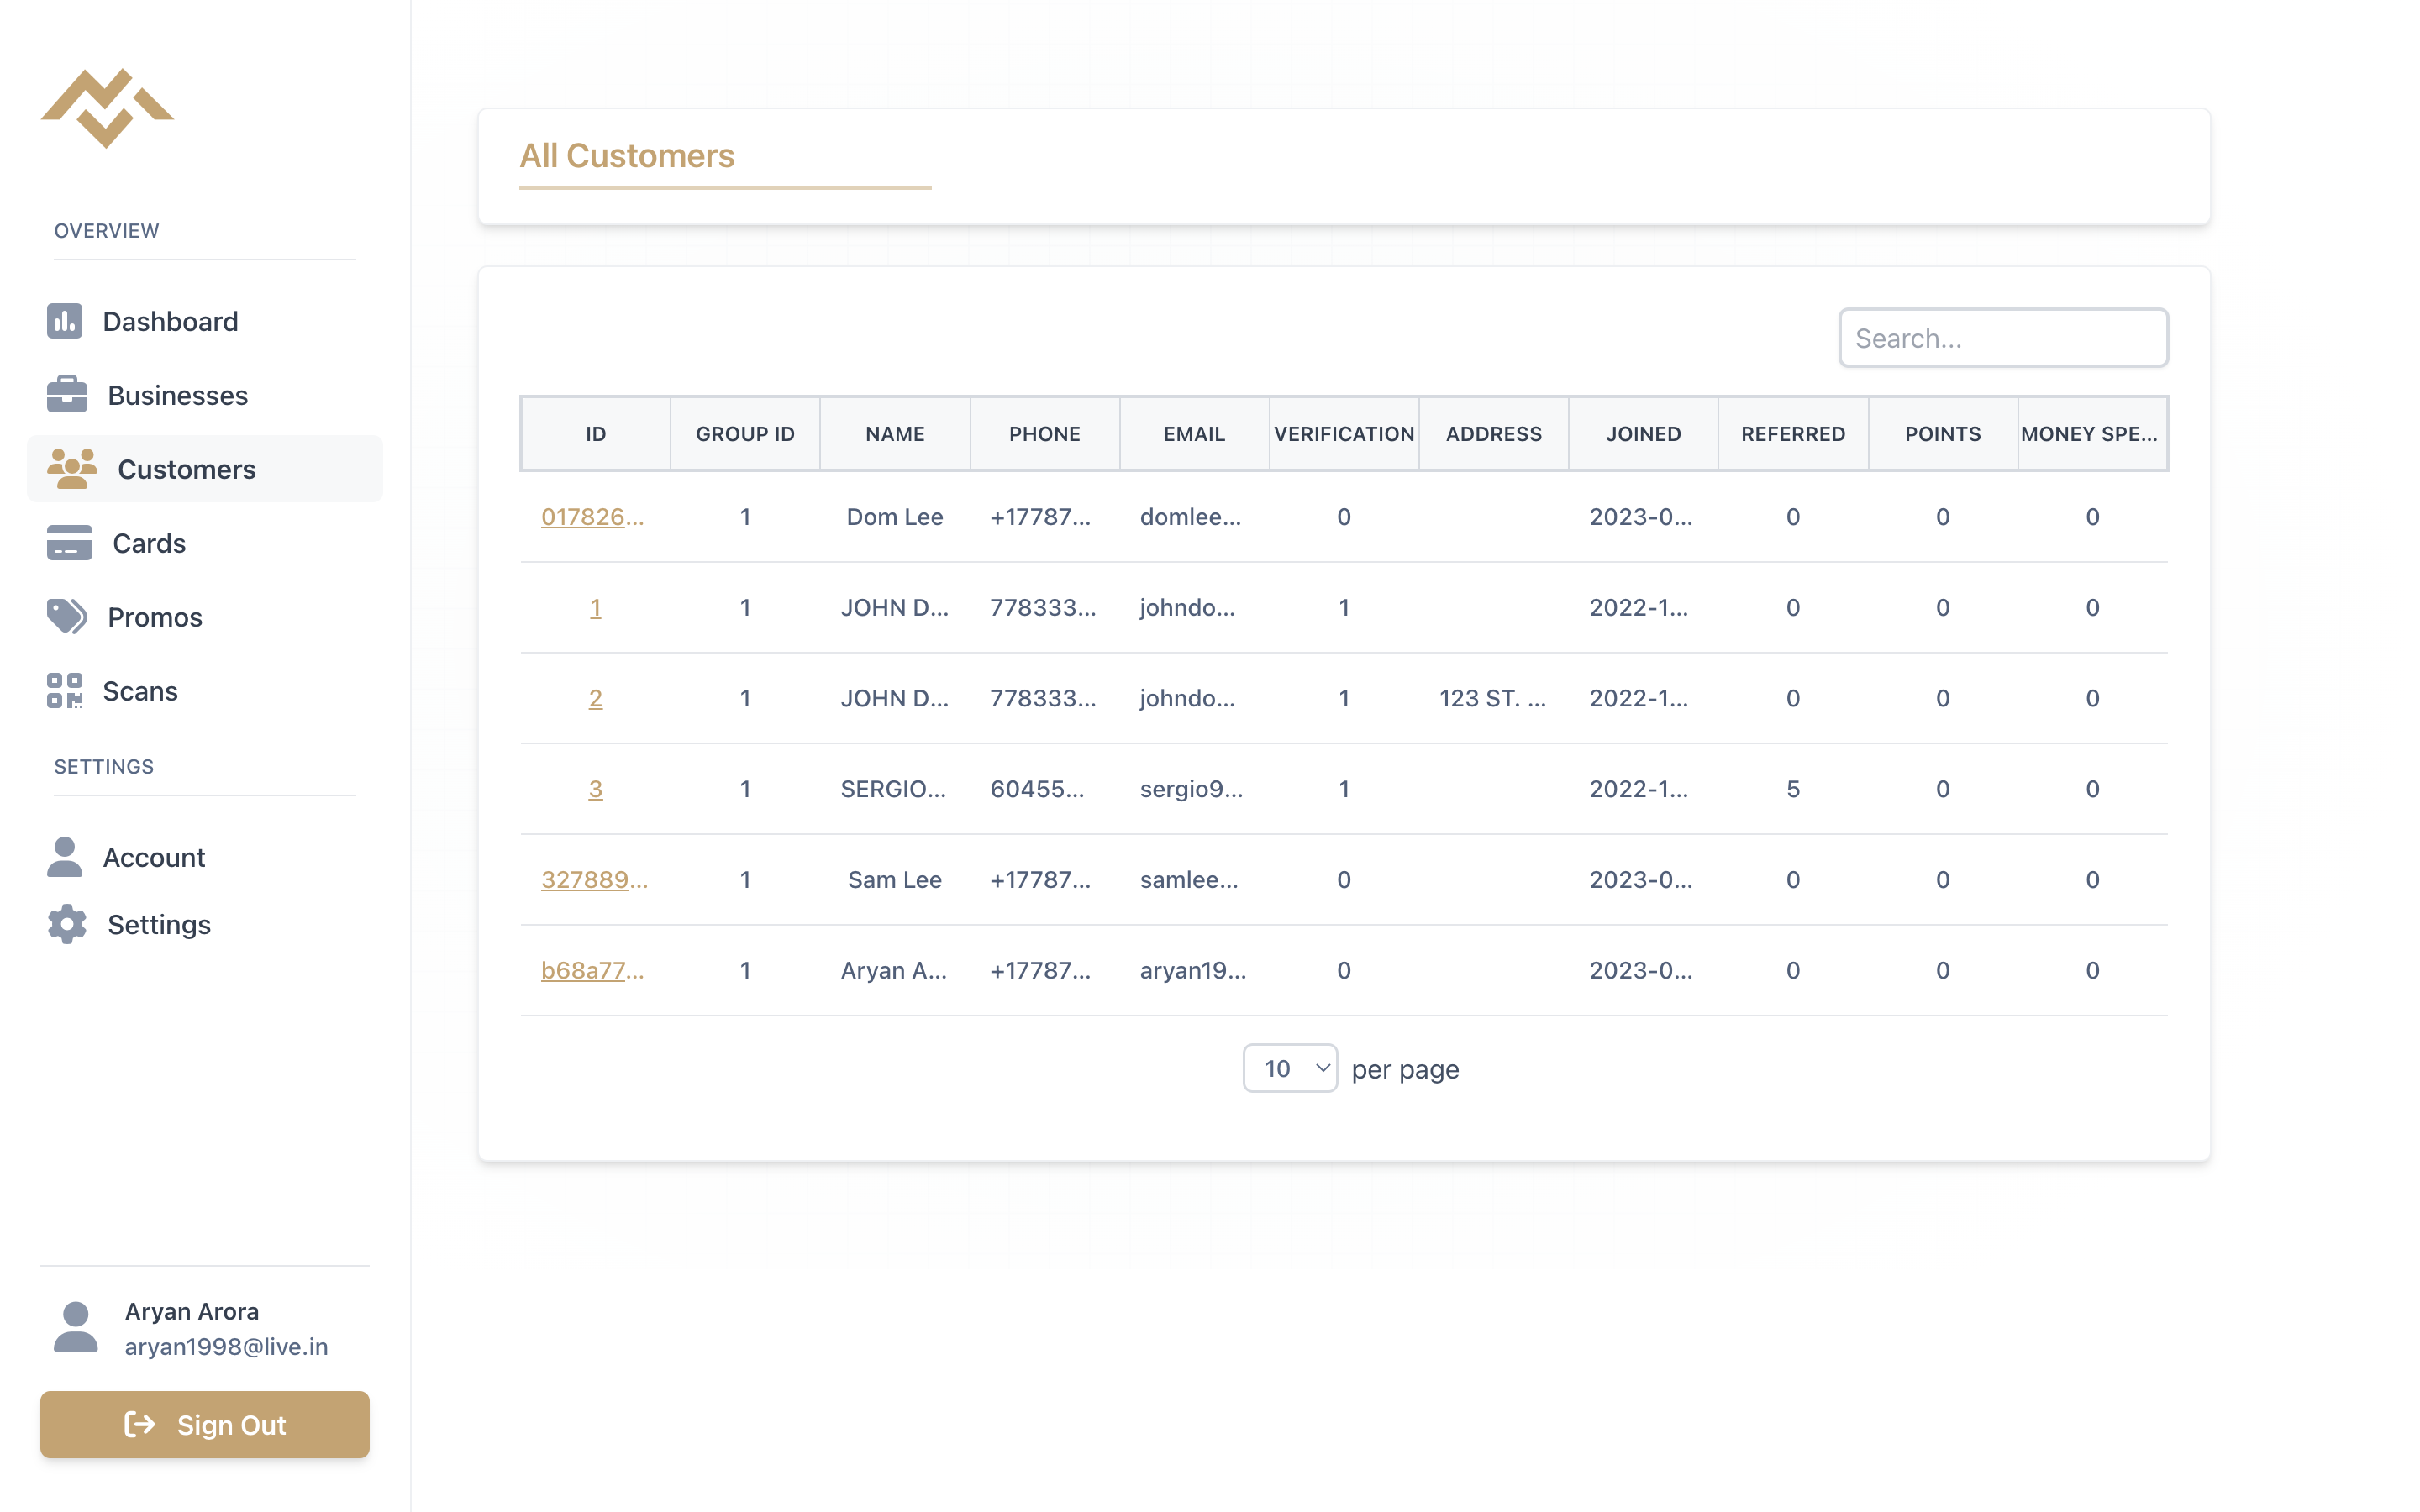 OVERVIEW
Dashboard
Businesses
Customers
Cards
Promos
Scans
SETTINGS
Account
Settings
Aryan Arora
aryan1998@live.in
Sign Out
All Customers
Search...
ID GROUP ID NAME PHONE EMAIL VERIFICATION ADDRESS JOINED REFERRED POINTS MONEY SPE...
017826... 1 Dom Lee +17787... domlee... 0 2023-0... 0 0 0
1 1 JOHN D... 778333... johndo... 1 2022-1... 0 0 0
2 1 JOHN D... 778333... johndo... 1 123 ST. ... 2022-1... 0 0 0
3 1 SERGIO... 60455... sergio9... 1 2022-1... 5 0 0
327889... 1 Sam Lee +17787... samlee... 0 2023-0... 0 0 0
b68a77... 1 Aryan A... +17787... aryan19... 0 2023-0... 0 0 0
10 per page